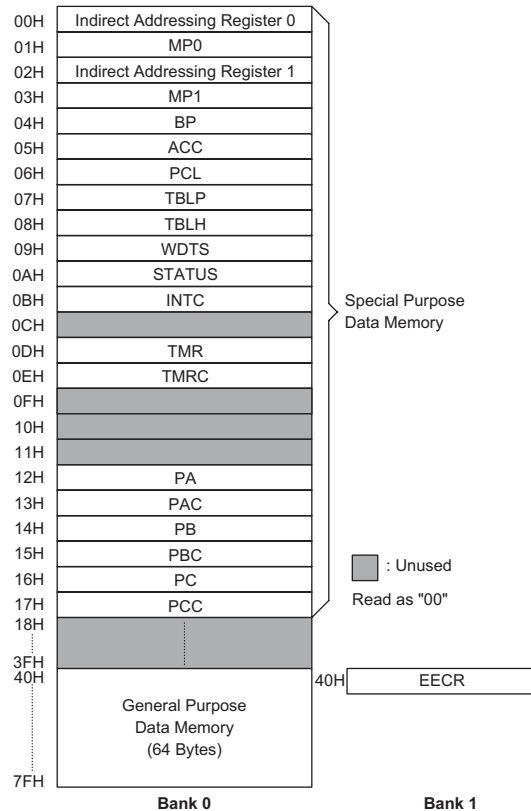 00H Indirect Addressing Register 0
01H MP0
02H Indirect Addressing Register 1
03H MP1
04H BP
05H ACC
06H PCL
07H TBLP
08H TBLH
09H WDTS
0AH STATUS
0BH INTC
0CH
0DH TMR
0EH TMRC
0FH
10H
11H
12H PA
13H PAC
14H PB
15H PBC
16H PC
17H PCC
18H
3FH
40H
General Purpose
Data Memory
(64 Bytes)
7FH
Bank 0
Special Purpose
Data Memory
: Unused
Read as "00"
40H EECR
Bank 1